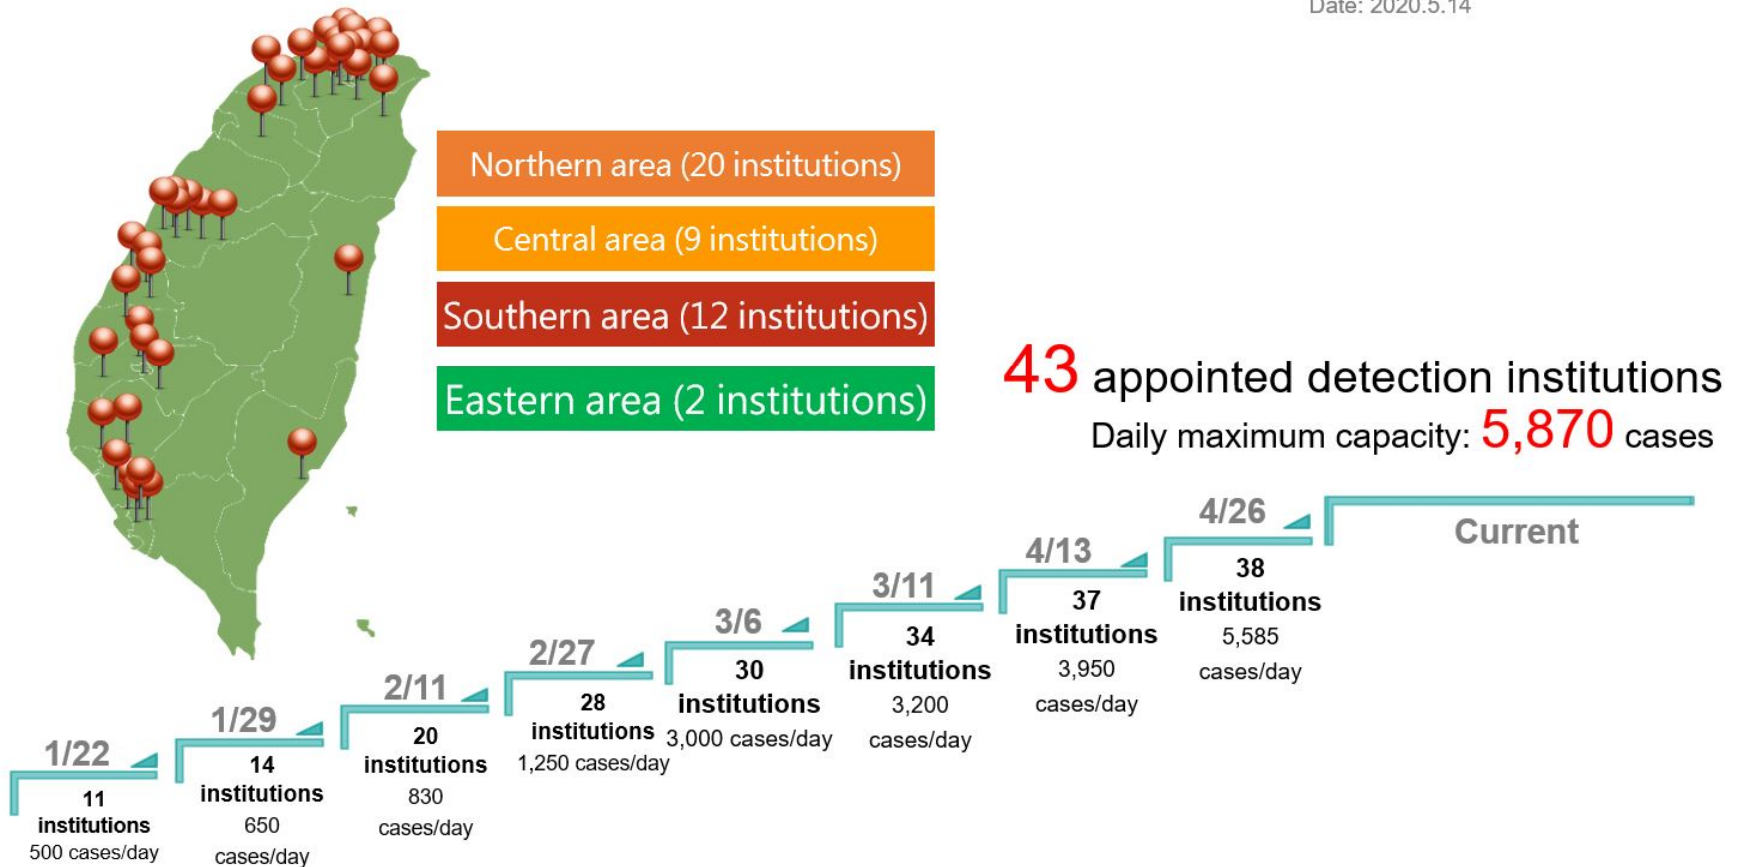 Date: 2020.5.14
Northern area (20 institutions)
Central area (9 institutions)
Southern area (12 institutions)
Eastern area (2 institutions)
43 appointed detection institutions
Daily maximum capacity: 5,870 cases
1/22
11
institutions
500 cases/day
1/29
14
institutions
650
cases/day
2/11
20
institutions
830
cases/day
2/27
28
institutions
1,250 cases/day
3/6
30
institutions
3,000 cases/day
3/11
34
institutions
3,200
cases/day
4/13
37
institutions
3,950
cases/day
4/26
38
institutions
5,585
cases/day
Current